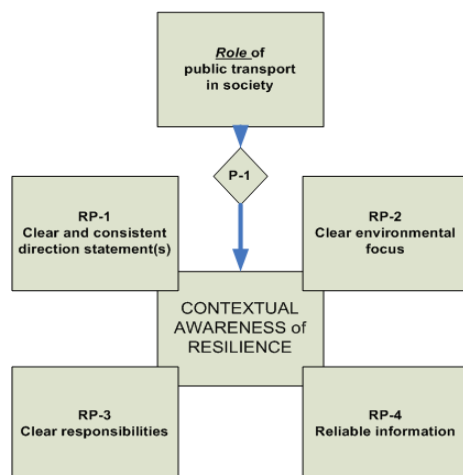 Role of
public transport
in society
P-1
RP-1
Clear and consistent
direction statement(s)
RP-2
Clear environmental
focus
CONTEXTUAL
AWARENESS of
RESILIENCE
RP-3
Clear responsibilities
RP-4
Reliable information